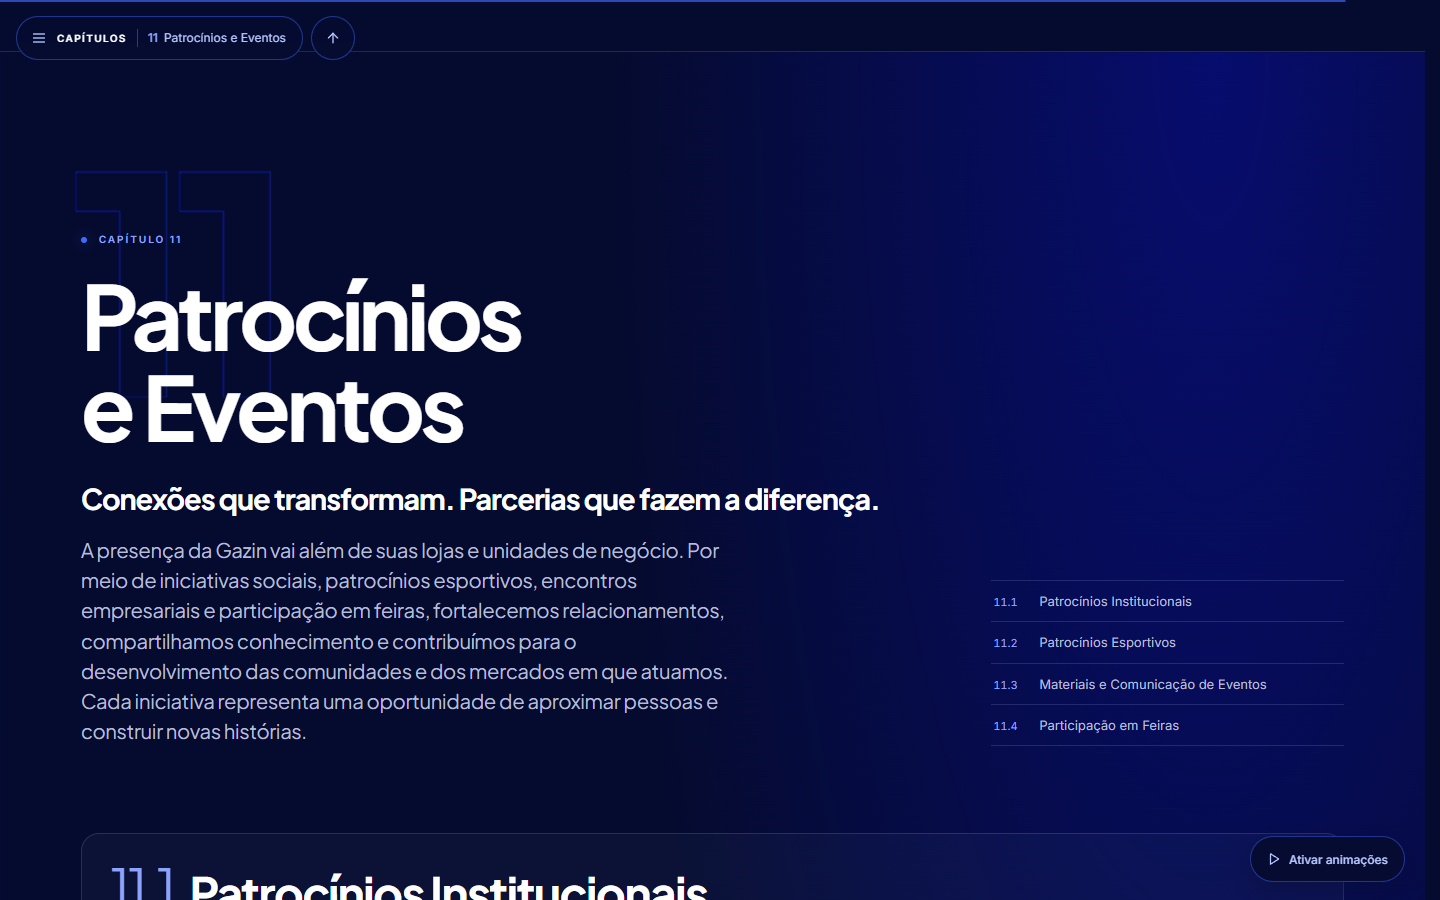 CAPÍTULOS
11 Patrocínios e Eventos
11
CAPÍTULO 11
Patrocínios
e Eventos
Conexões que transformam. Parcerias que fazem a diferença.
A presença da Gazin vai além de suas lojas e unidades de negócio. Por
meio de iniciativas sociais, patrocínios esportivos, encontros
empresariais e participação em feiras, fortalecemos relacionamentos,
compartilhamos conhecimento e contribuímos para o
desenvolvimento das comunidades e dos mercados em que atuamos.
Cada iniciativa representa uma oportunidade de aproximar pessoas e
construir novas histórias.
11.1 Patrocínios Institucionais
11.2 Patrocínios Esportivos
11.3 Materiais e Comunicação de Eventos
11.4 Participação em Feiras
11.1 Patrocínios Institucionais
Ativar animações